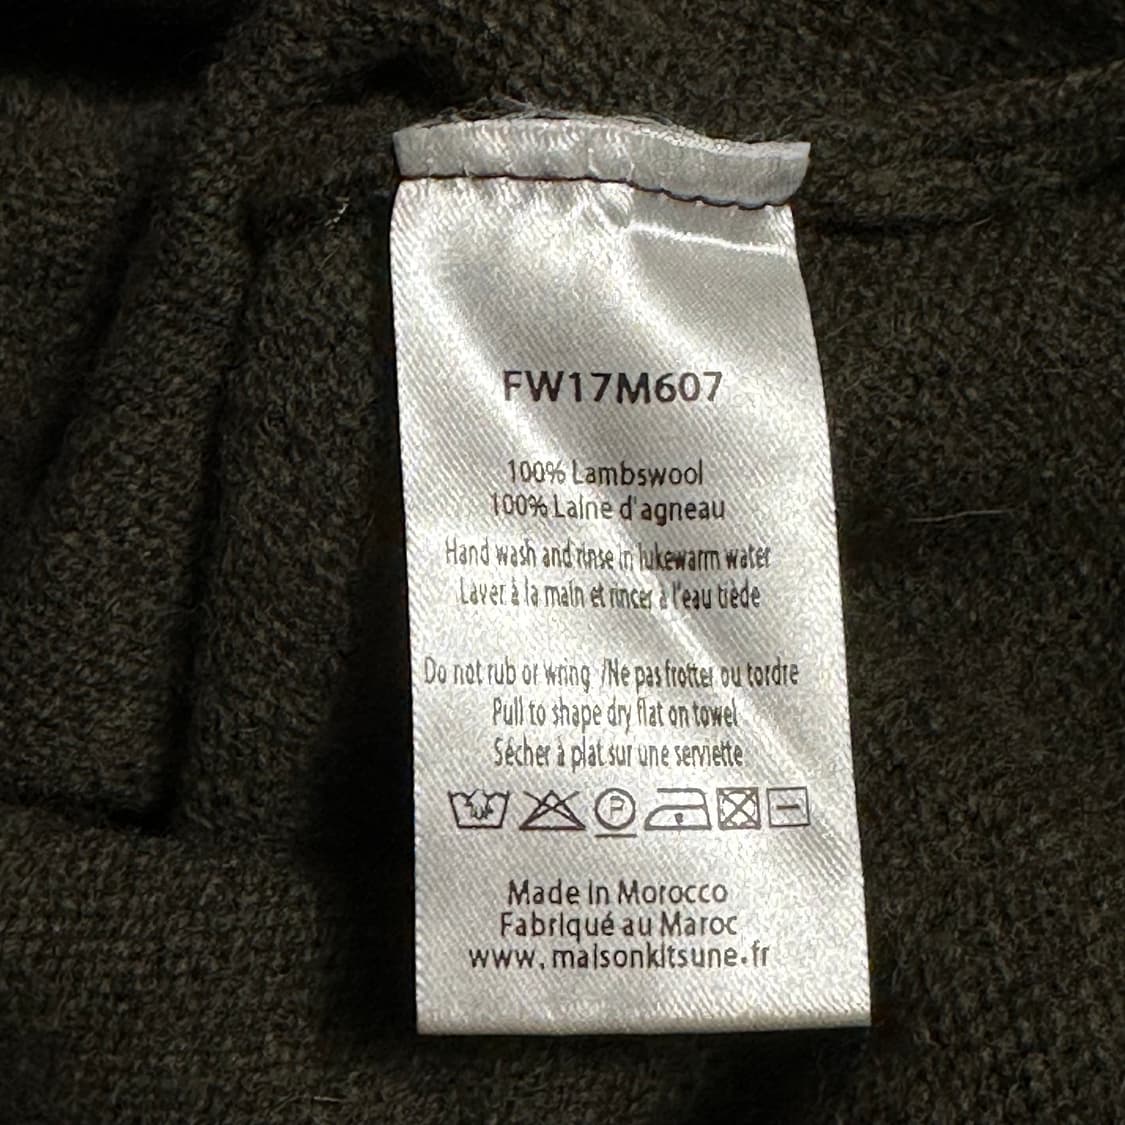 FW17M607
100% Lambswool
100% Laine d'agneau
Hand wash and rinse in lukewarm water
Laver à la main et rincer à l'eau tiède
Do not rub or wring /Ne pas frotter ou tordre
Pull to shape dry flat on towel
Sécher à plat sur une serviette
P
Made in Morocco
Fabriqué au Maroc
www.maisonkitsune.fr